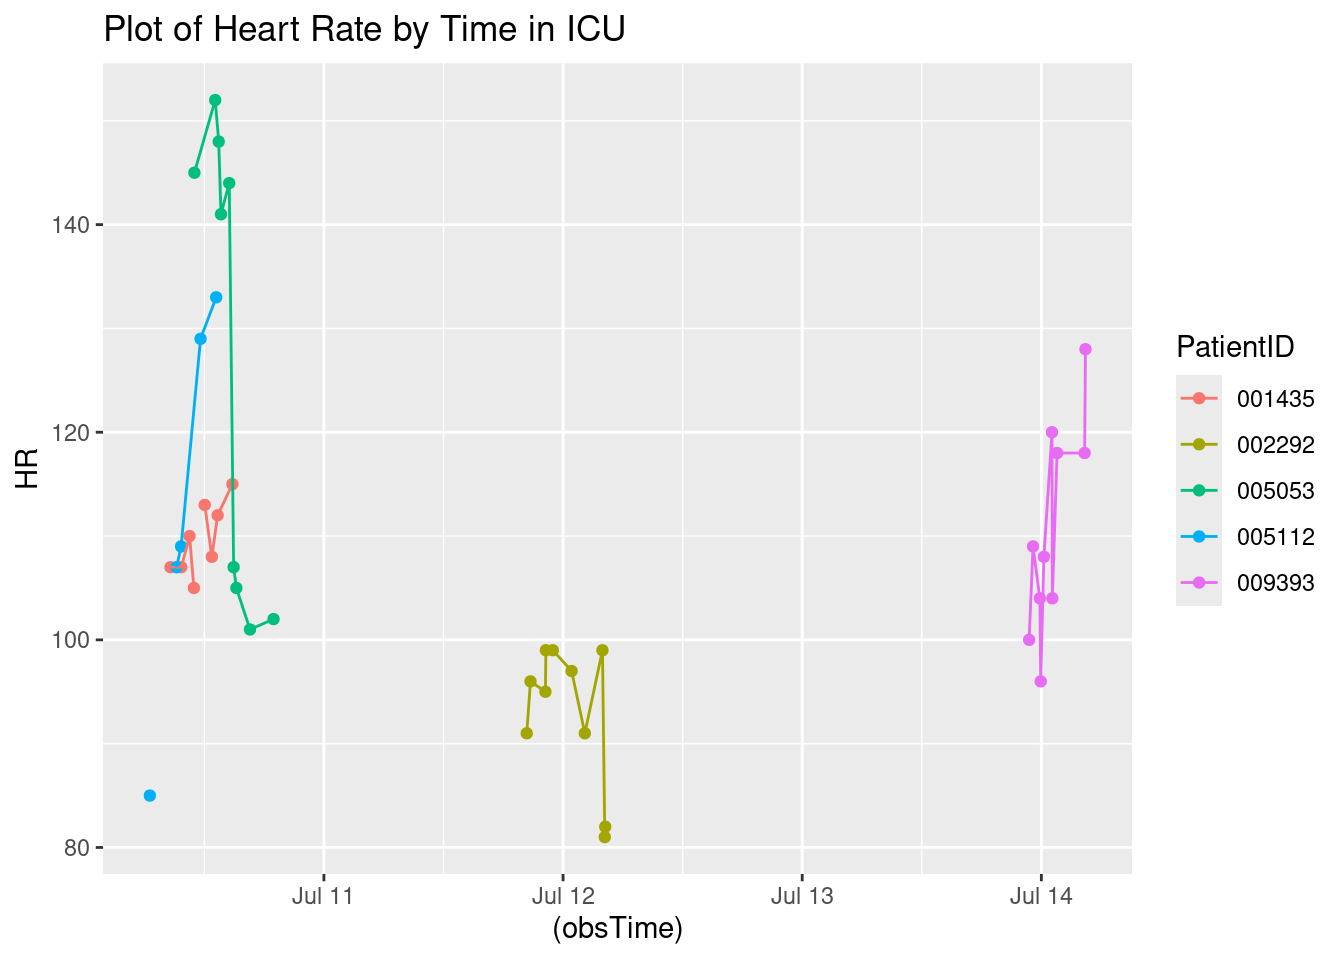 Plot of Heart Rate by Time in ICU
HR
140
120
100
80
Jul 11
Jul 12
Jul 13
Jul 14
(obsTime)
PatientID
001435
002292
005053
005112
009393